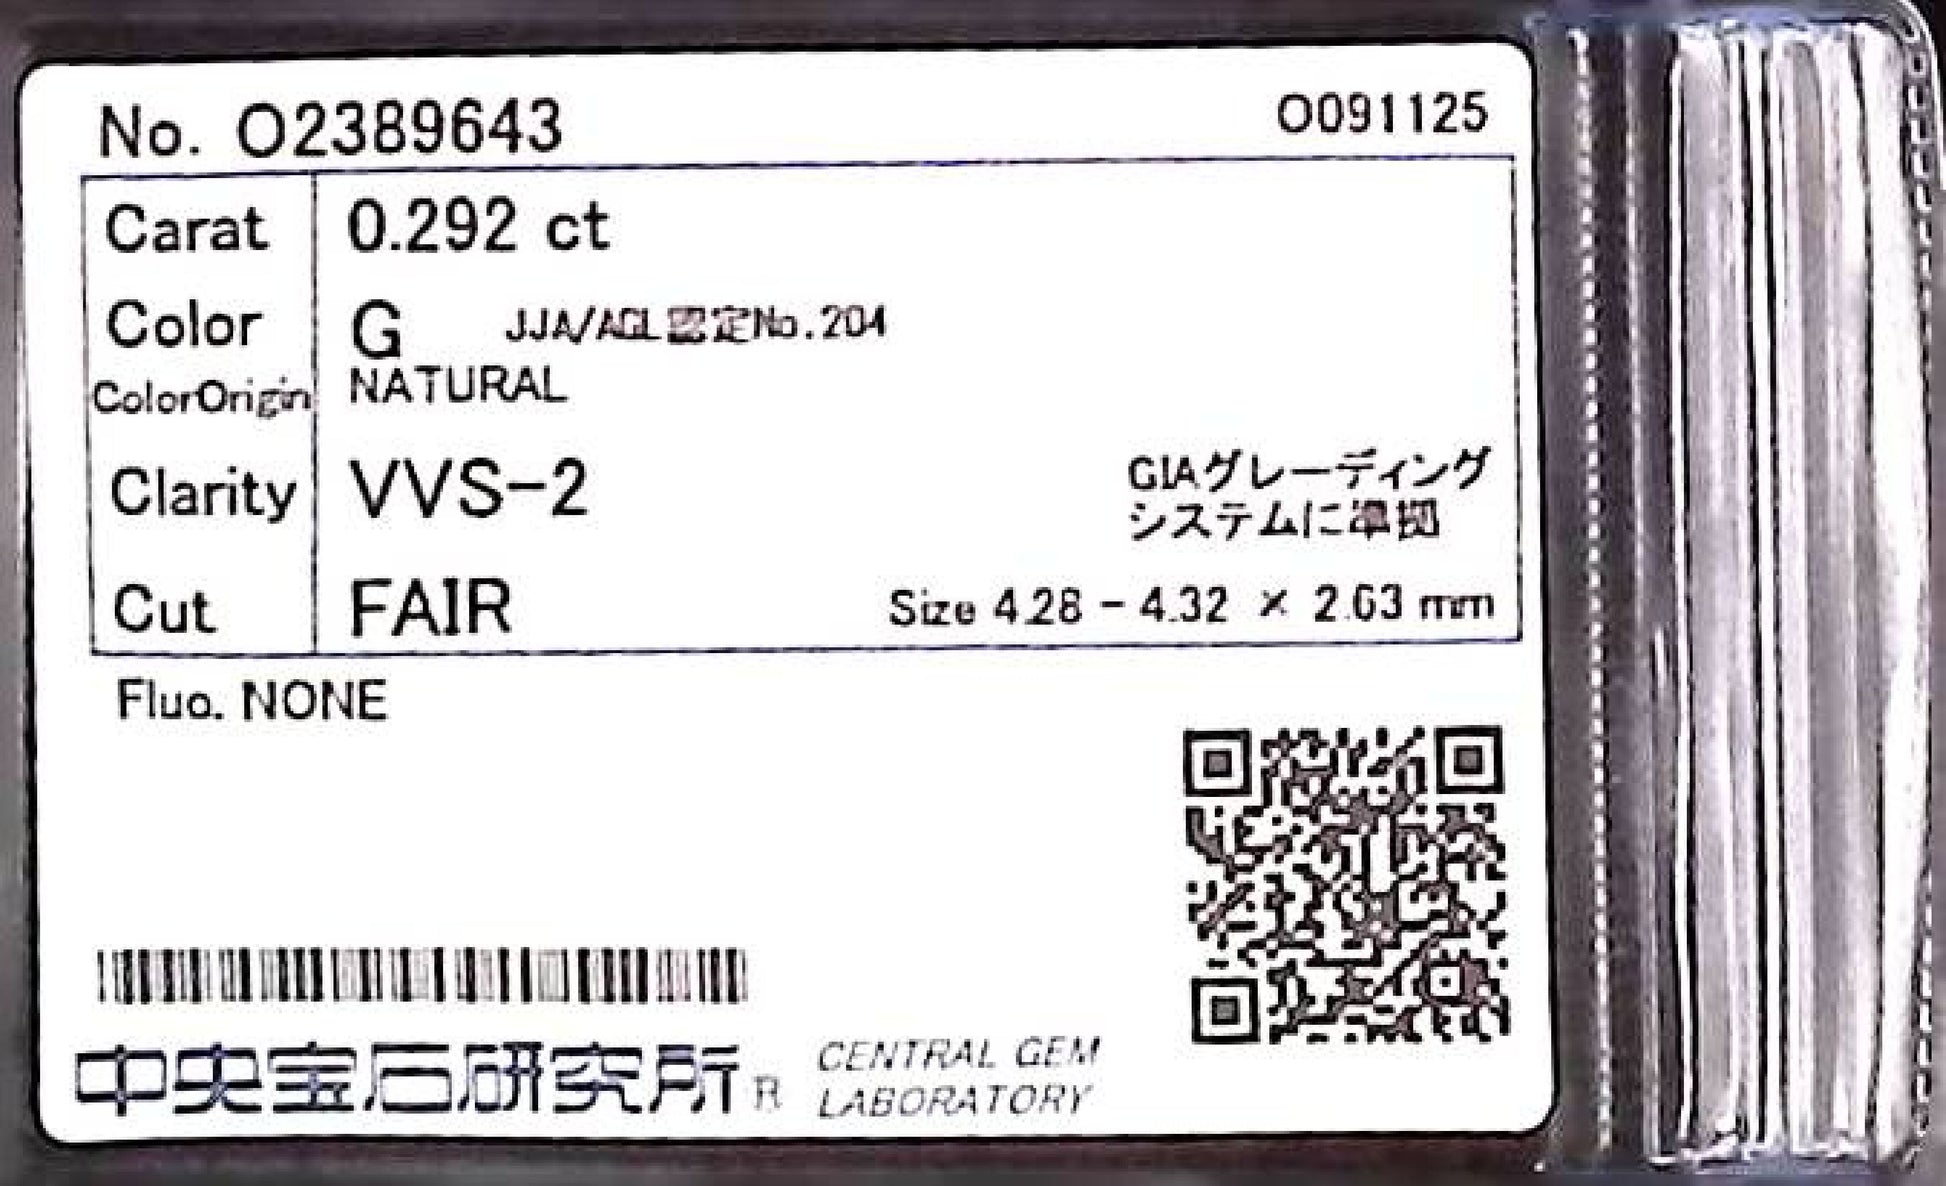 No. O2389643
O091125
Carat 0.292 ct
Color G JJA/AGL認定No.204
ColorOrigin NATURAL
Clarity VVS-2
GIAグレーディング
システムに準拠
Cut FAIR Size 4.28 - 4.32 × 2.63 mm
Fluo. NONE
中央宝石研究所® CENTRAL GEM
LABORATORY